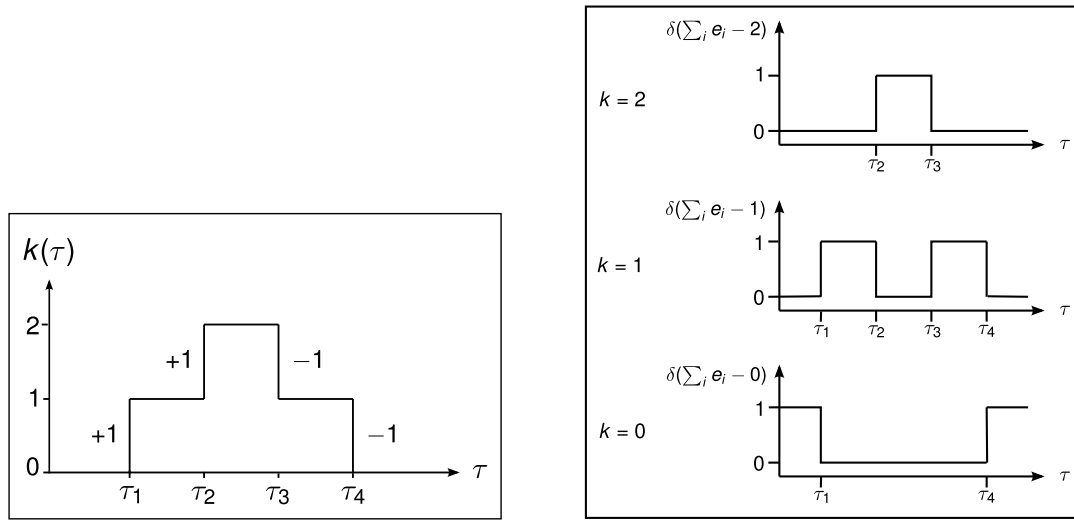 k(τ)
2
+1 −1
1
+1 −1
0
τ
τ₁ τ₂ τ₃ τ₄
δ(∑ᵢ eᵢ − 2)
1
k = 2
0
τ
τ₂ τ₃
δ(∑ᵢ eᵢ − 1)
1
k = 1
0
τ
τ₁ τ₂ τ₃ τ₄
δ(∑ᵢ eᵢ − 0)
1
k = 0
0
τ
τ₁ τ₄